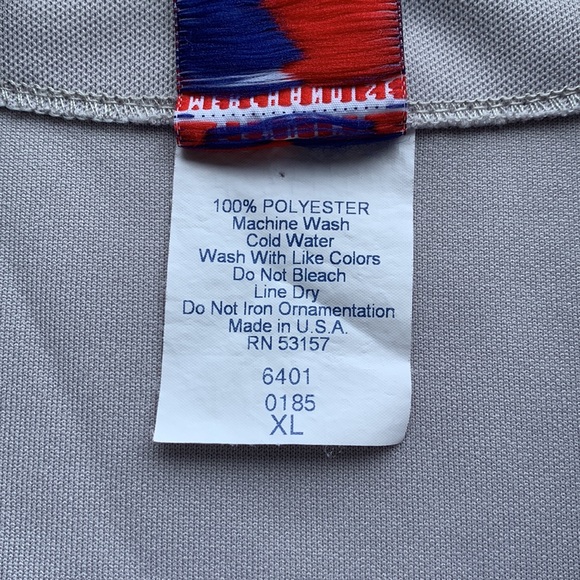 MERCHANDIZE
100% POLYESTER
Machine Wash
Cold Water
Wash With Like Colors
Do Not Bleach
Line Dry
Do Not Iron Ornamentation
Made in U.S.A.
RN 53157
6401
0185
XL